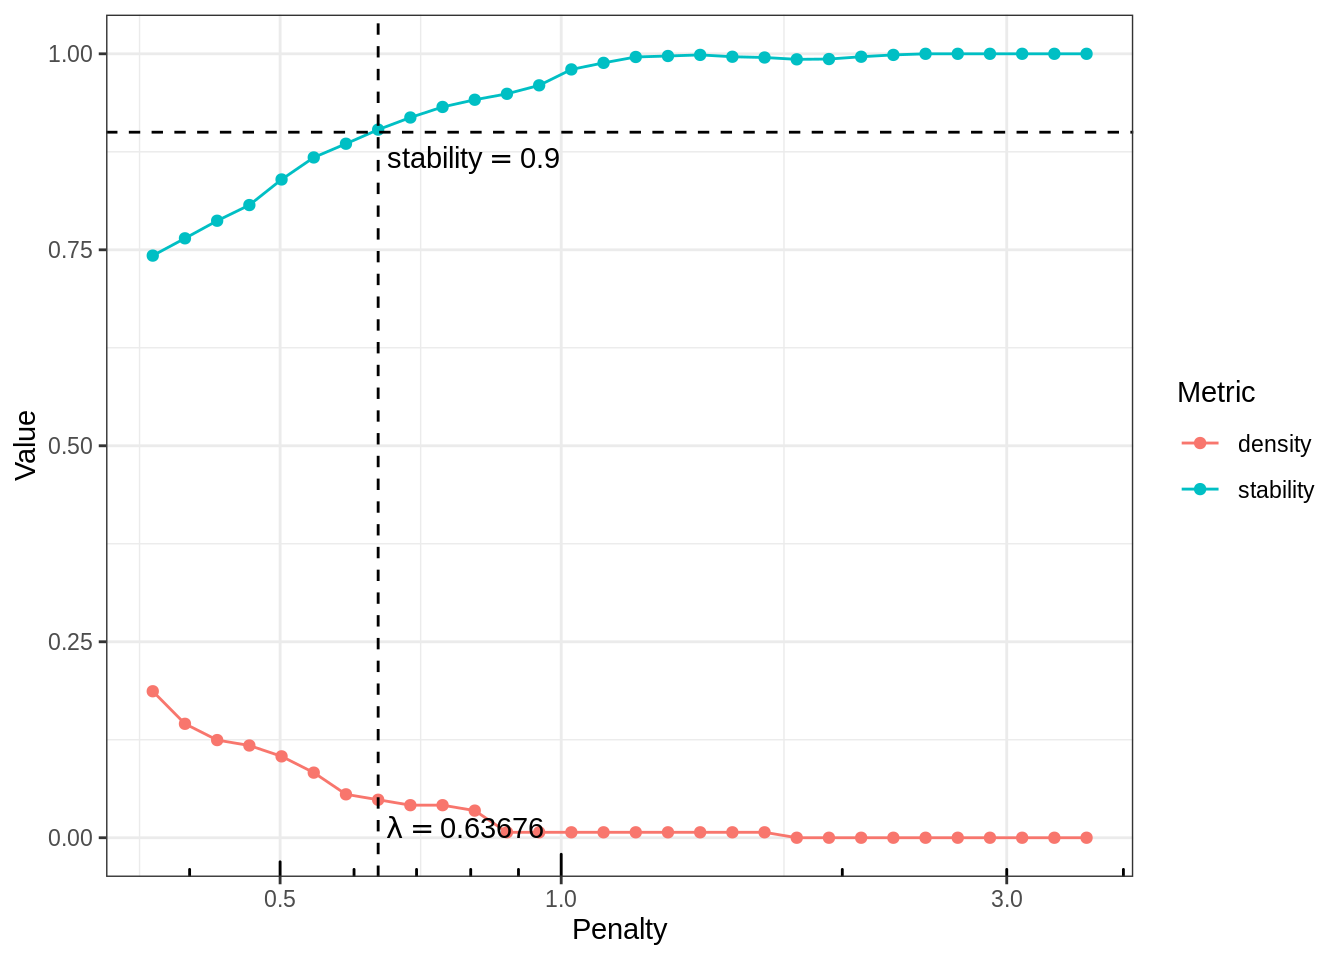 1.00
0.75
0.50
0.25
0.00
Value
stability = 0.9
λ = 0.63676
0.5
1.0
3.0
Penalty
Metric
density
stability